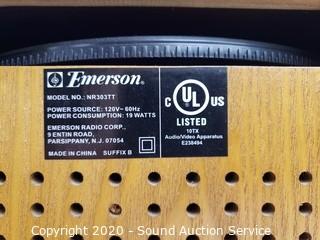 Emerson.
MODEL NO.: NR303TT
POWER SOURCE: 120V~60Hz
POWER CONSUMPTION: 19 WATTS
EMERSON RADIO CORP.,
9 ENTIN ROAD,
PARSIPPANY, N.J. 07054
MADE IN CHINA SUFFIX B
C UL US
LISTED
10TX
Audio/Video Apparatus
E238494
Copyright 2020 - Sound Auction Service